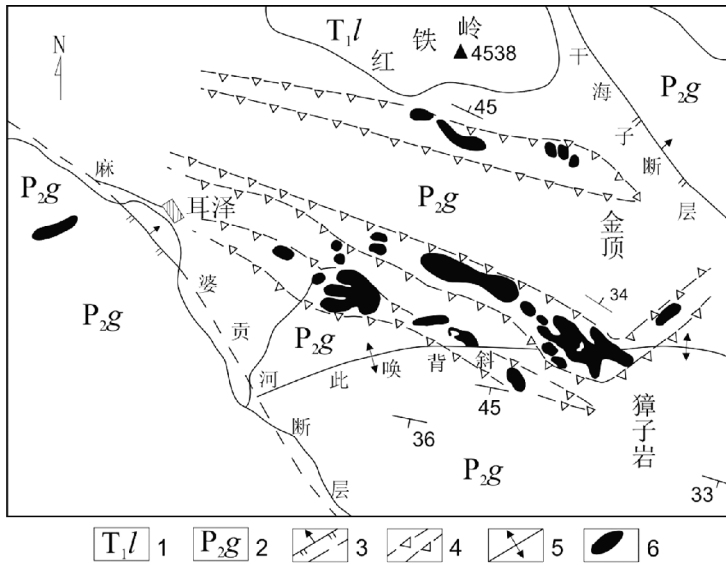 T₁l
红铁岭
▲4538
N
干海子断层
P₂g
45
麻
P₂g
耳泽
P₂g
金顶
34
P₂g
婆贡河断层
P₂g
此唤背斜
45
36
獐子岩
P₂g
33
T₁l 1 P₂g 2 3 4 5 6